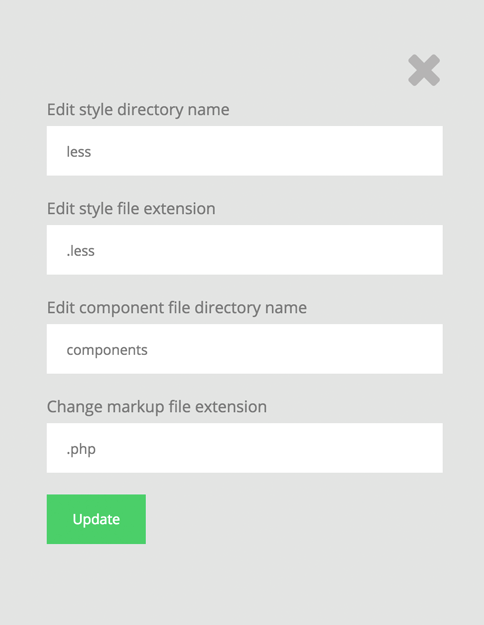 Edit style directory name
less
Edit style file extension
.less
Edit component file directory name
components
Change markup file extension
.php
Update